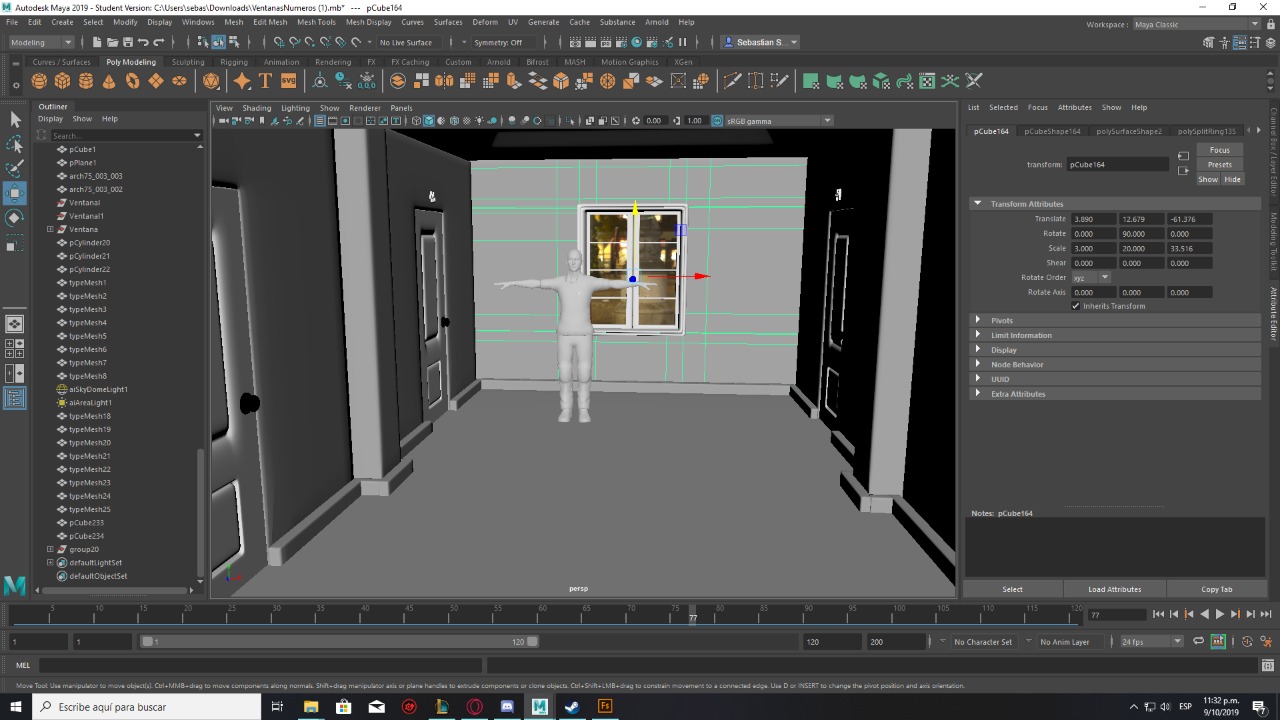 Autodesk Maya 2019 - Student Version: C:\Users\sebas\Downloads\VentanasNumeros (1).mb* --- pCube164
File Edit Create Select Modify Display Windows Mesh Edit Mesh Mesh Tools Mesh Display Curves Surfaces Deform UV Generate Cache Substance Arnold Help
Workspace : Maya Classic
Modeling No Live Surface Symmetry: Off Sebastian S...
Curves / Surfaces Poly Modeling Sculpting Rigging Animation Rendering FX FX Caching Custom Arnold Bifrost MASH Motion Graphics XGen
Outliner
Display Show Help
Search...
pCube1
pPlane1
arch75_003_003
arch75_003_002
Ventanal
Ventanal1
Ventana
pCylinder20
pCylinder21
pCylinder22
typeMesh1
typeMesh2
typeMesh3
typeMesh4
typeMesh5
typeMesh6
typeMesh7
typeMesh8
aiSkyDomeLight1
aiAreaLight1
typeMesh18
typeMesh19
typeMesh20
typeMesh21
typeMesh22
typeMesh23
typeMesh24
typeMesh25
pCube233
pCube234
group20
defaultLightSet
defaultObjectSet
View Shading Lighting Show Renderer Panels
0.00 1.00 sRGB gamma
persp
List Selected Focus Attributes Show Help
pCube164 pCubeShape164 polySurfaceShape2 polySplitRing135
transform: pCube164
Focus
Presets
Show Hide
Transform Attributes
Translate 3.890 12.679 -61.376
Rotate 0.000 90.000 0.000
Scale 3.000 20.000 33.516
Shear 0.000 0.000 0.000
Rotate Order xyz
Rotate Axis 0.000 0.000 0.000
Inherits Transform
Pivots
Limit Information
Display
Node Behavior
UUID
Extra Attributes
Notes: pCube164
Select Load Attributes Copy Tab
Channel Box/Layer Editor
Modeling Toolkit
Attribute Editor
5 10 15 20 25 30 35 40 45 50 55 60 65 70 75 77 80 85 90 95 100 105 110 115 120
77
1 1 1 120 120 200 No Character Set No Anim Layer 24 fps
MEL
Move Tool: Use manipulator to move object(s). Ctrl+MMB+drag to move components along normals. Shift+drag manipulator axis or plane handles to extrude components or clone objects. Ctrl+Shift+LMB+drag to constrain movement to a connected edge. Use D or INSERT to change the pivot position and axis orientation.
Escribe aquí para buscar
Fs
ESP
11:32 p.m.
9/10/2019